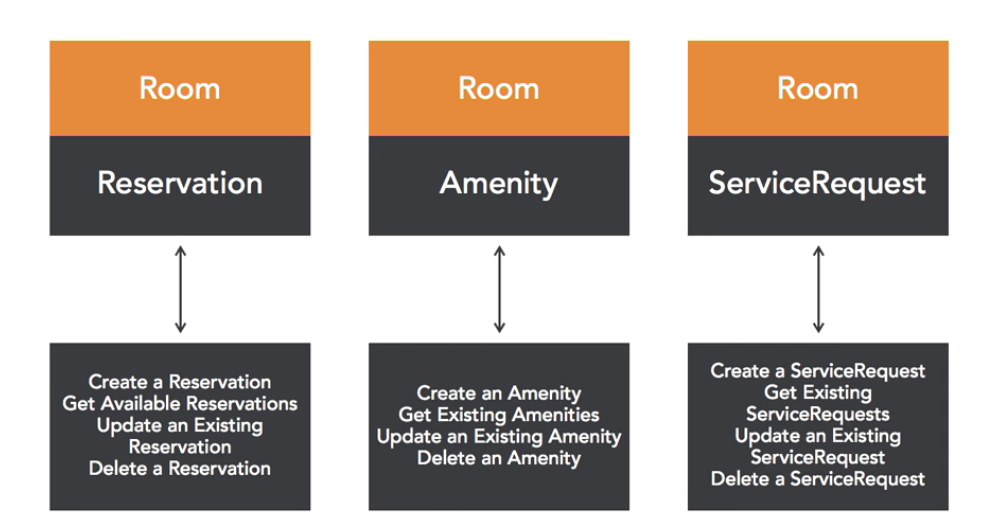 Room
Reservation
Create a Reservation
Get Available Reservations
Update an Existing
Reservation
Delete a Reservation
Room
Amenity
Create an Amenity
Get Existing Amenities
Update an Existing Amenity
Delete an Amenity
Room
ServiceRequest
Create a ServiceRequest
Get Existing
ServiceRequests
Update an Existing
ServiceRequest
Delete a ServiceRequest